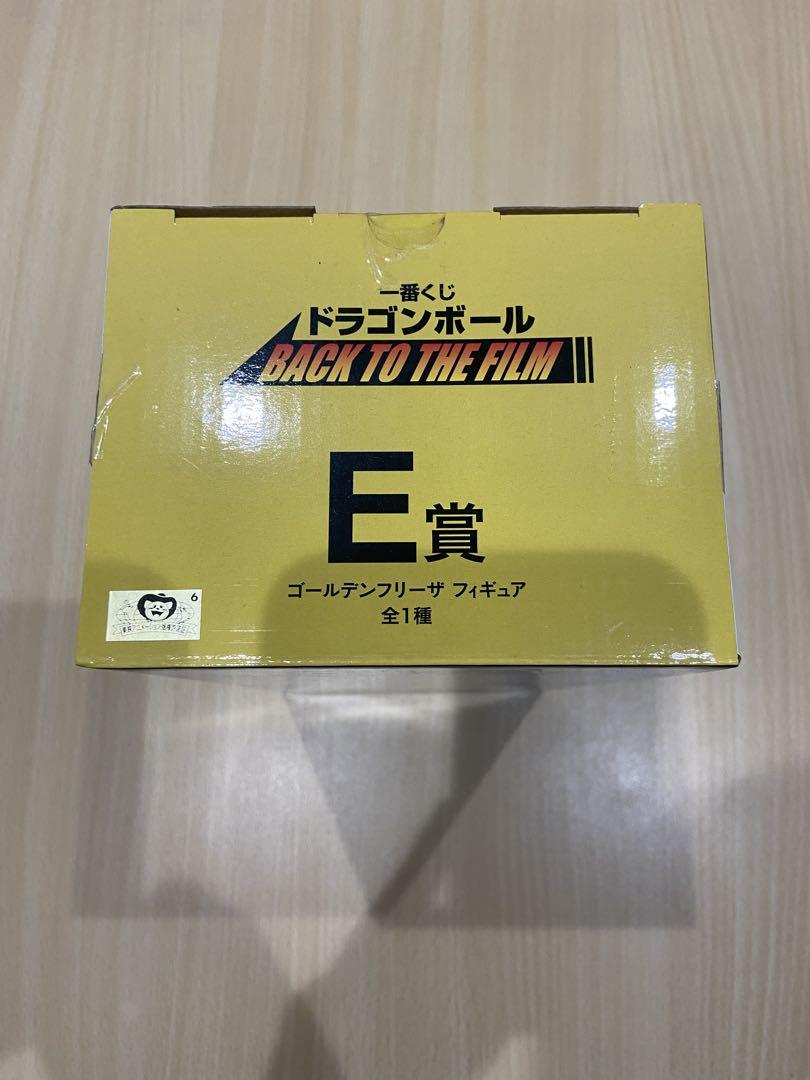 一番くじ
ドラゴンボール
BACK TO THE FILM
E賞
ゴールデンフリーザ フィギュア
全1種
6